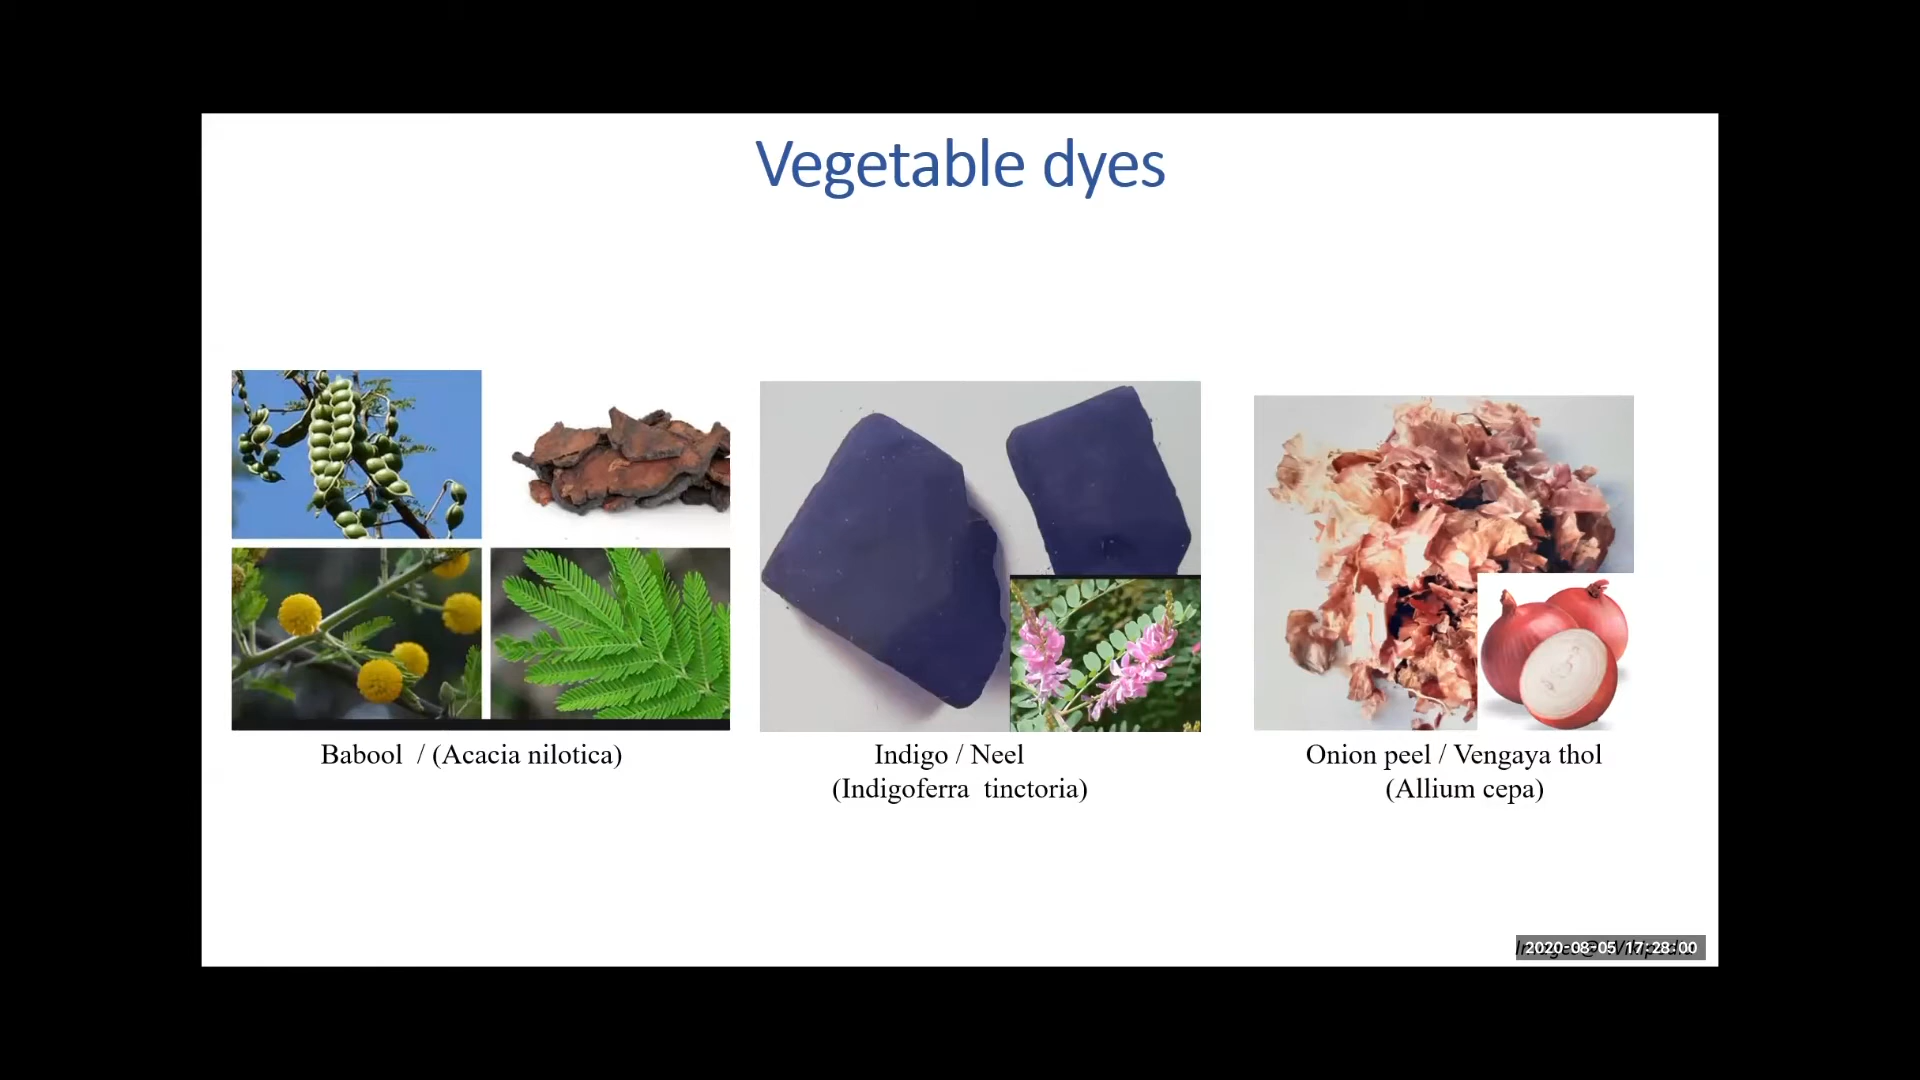 Vegetable dyes
Babool / (Acacia nilotica)
Indigo / Neel
(Indigoferra tinctoria)
Onion peel / Vengaya thol
(Allium cepa)
2020-08-05 17:28:00